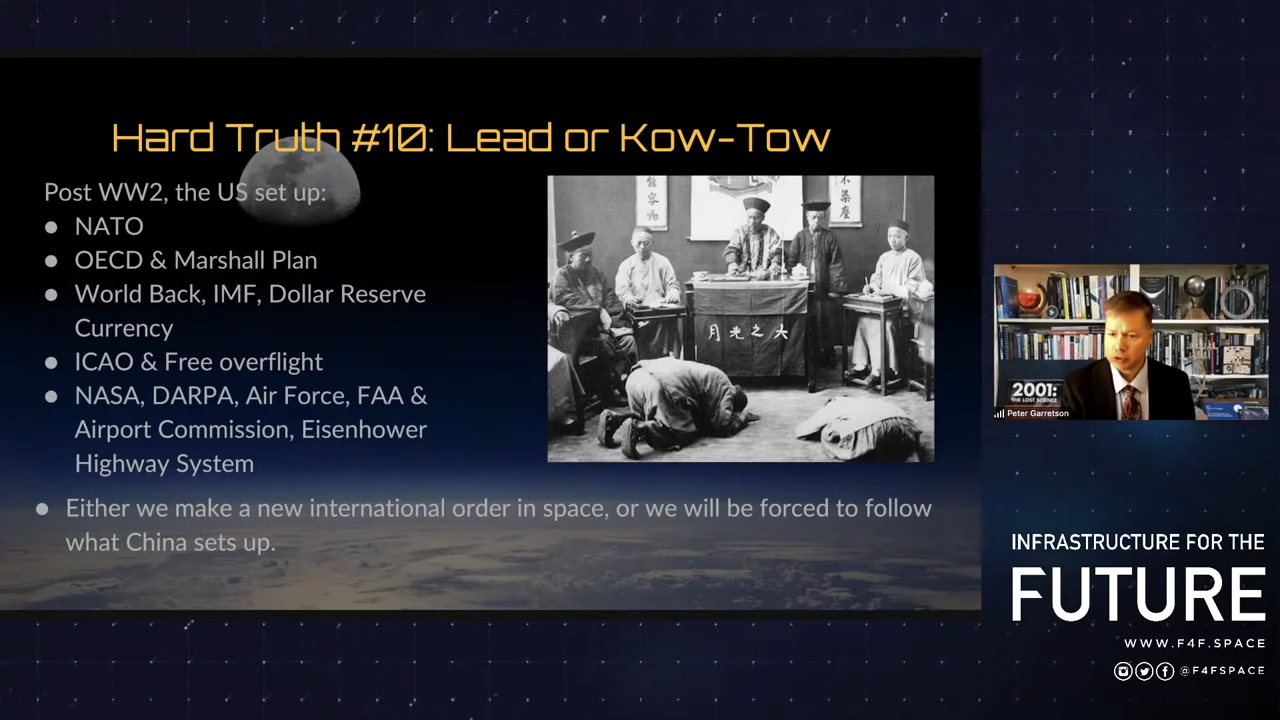 Hard Truth #10: Lead or Kow-Tow
Post WW2, the US set up:
● NATO
● OECD & Marshall Plan
● World Back, IMF, Dollar Reserve
Currency
● ICAO & Free overflight
● NASA, DARPA, Air Force, FAA &
Airport Commission, Eisenhower
Highway System
● Either we make a new international order in space, or we will be forced to follow
what China sets up.
月光之大
2001:
THE LOST SCIENCE
Peter Garretson
INFRASTRUCTURE FOR THE
FUTURE
WWW.F4F.SPACE
@F4FSPACE